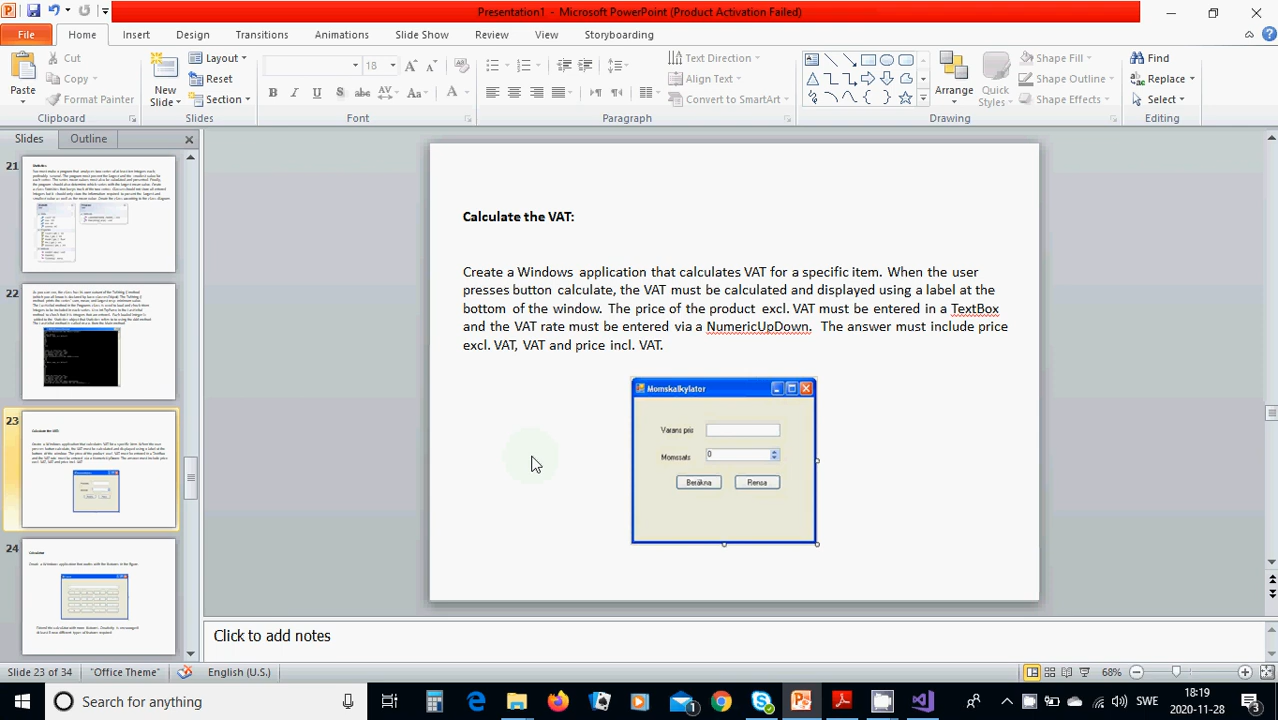 Presentation1 - Microsoft PowerPoint (Product Activation Failed)
File Home Insert Design Transitions Animations Slide Show Review View Storyboarding
Paste
Cut
Copy
Format Painter
Clipboard
New Slide
Layout
Reset
Section
Slides
18
B I U S abc AV Aa A
Font
Text Direction
Align Text
Convert to SmartArt
Paragraph
Arrange
Quick Styles
Shape Fill
Shape Outline
Shape Effects
Drawing
Find
Replace
Select
Editing
Slides Outline
21
22
23
24
Calculate the VAT:
Create a Windows application that calculates VAT for a specific item. When the user
presses button calculate, the VAT must be calculated and displayed using a label at the
bottom of the window. The price of the product excl. VAT must be entered in a TextBox
and the VAT rate must be entered via a NumericUpDown. The answer must include price
excl. VAT, VAT and price incl. VAT.
Momskalkylator
Varans pris
Momssats 0
Beräkna Rensa
Click to add notes
Slide 23 of 34 "Office Theme" English (U.S.) 68%
Search for anything
SWE
18:19
2020-11-28